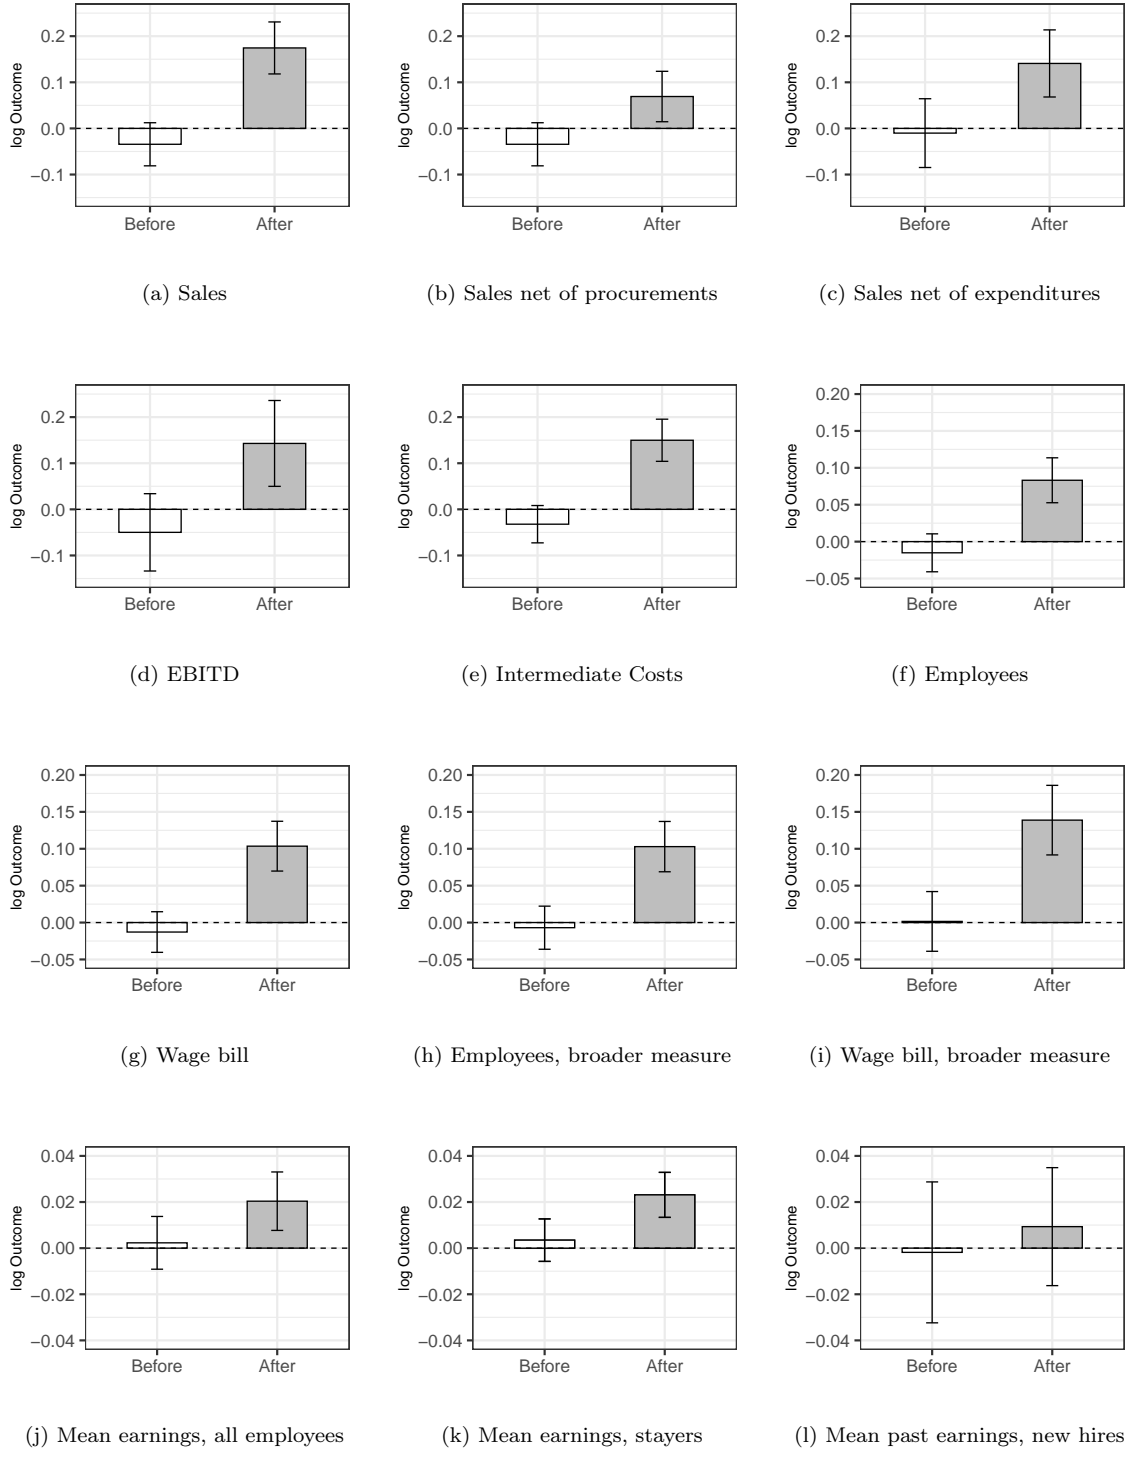 log Outcome
0.2
0.1
0.0
−0.1
Before After
(a) Sales
log Outcome
0.2
0.1
0.0
−0.1
Before After
(b) Sales net of procurements
log Outcome
0.2
0.1
0.0
−0.1
Before After
(c) Sales net of expenditures
log Outcome
0.2
0.1
0.0
−0.1
Before After
(d) EBITD
log Outcome
0.2
0.1
0.0
−0.1
Before After
(e) Intermediate Costs
log Outcome
0.20
0.15
0.10
0.05
0.00
−0.05
Before After
(f) Employees
log Outcome
0.20
0.15
0.10
0.05
0.00
−0.05
Before After
(g) Wage bill
log Outcome
0.20
0.15
0.10
0.05
0.00
−0.05
Before After
(h) Employees, broader measure
log Outcome
0.20
0.15
0.10
0.05
0.00
−0.05
Before After
(i) Wage bill, broader measure
log Outcome
0.04
0.02
0.00
−0.02
−0.04
Before After
(j) Mean earnings, all employees
log Outcome
0.04
0.02
0.00
−0.02
−0.04
Before After
(k) Mean earnings, stayers
log Outcome
0.04
0.02
0.00
−0.02
−0.04
Before After
(l) Mean past earnings, new hires